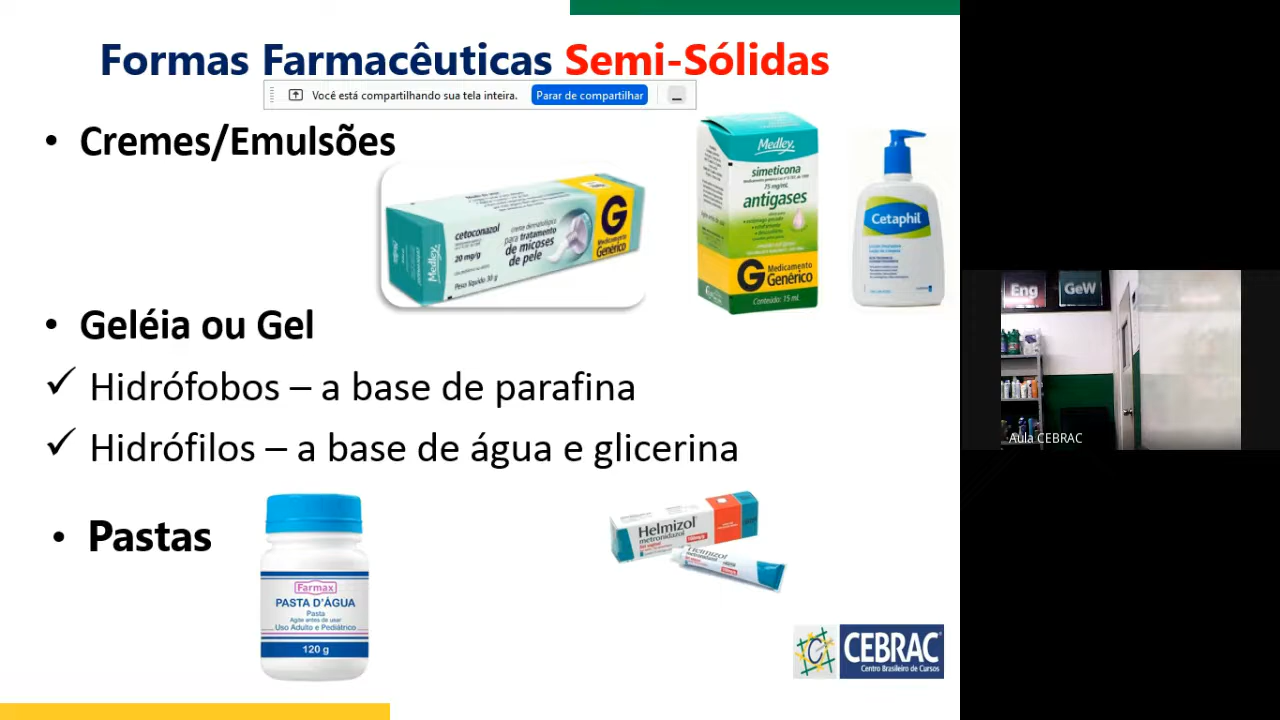 Formas Farmacêuticas Semi-Sólidas
Você está compartilhando sua tela inteira. Parar de compartilhar
• Cremes/Emulsões
cetoconazol
20 mg/g
creme dermatológico
para tratamento
de micoses
de pele
Peso líquido 30 g
Medley
G
Medicamento
Genérico
Medley
simeticona
75 mg/mL
antigases
G Medicamento
Genérico
Conteúdo: 15 mL
Cetaphil
• Geléia ou Gel
✓ Hidrófobos – a base de parafina
✓ Hidrófilos – a base de água e glicerina
• Pastas
Farmax
PASTA D'ÁGUA
Pasta
Agite antes de usar
Uso Adulto e Pediátrico
120 g
Helmizol
metronidazol
Helmizol
CEBRAC
Centro Brasileiro de Cursos
Eng
GeW
Aula CEBRAC